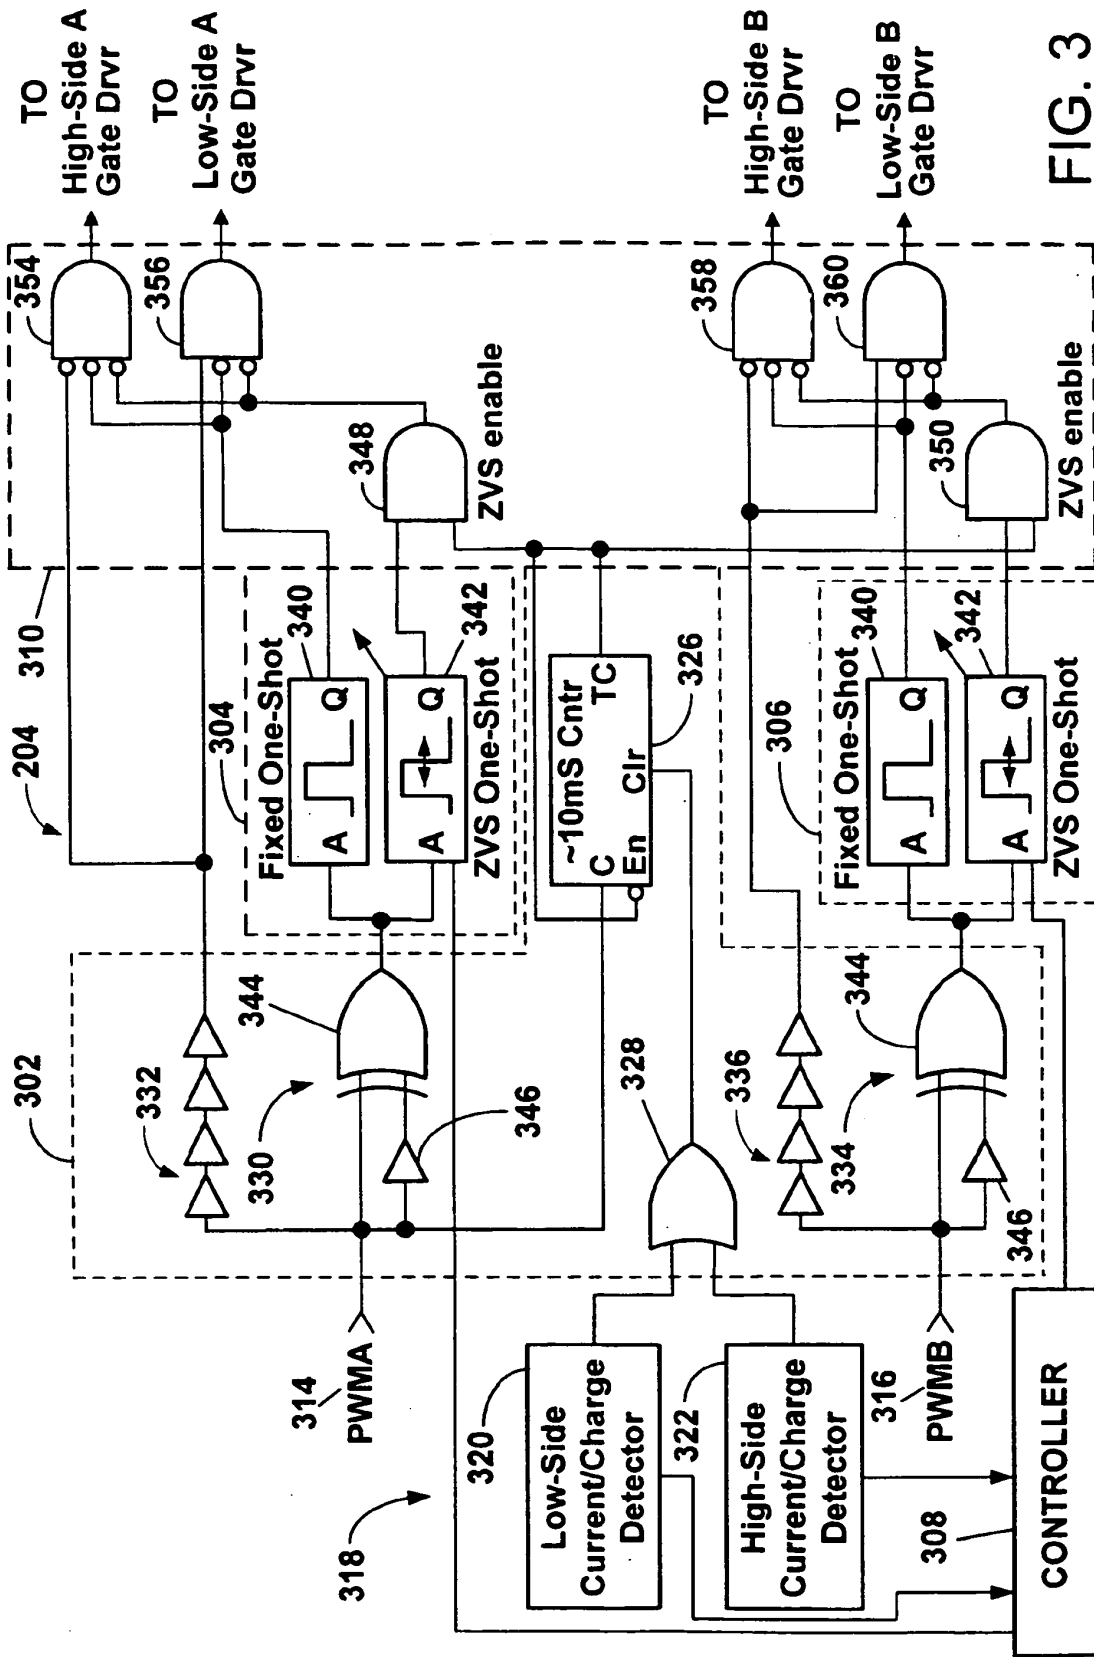 TO
High-Side A
Gate Drvr
TO
Low-Side A
Gate Drvr
TO
High-Side B
Gate Drvr
TO
Low-Side B
Gate Drvr
FIG. 3
354
356
358
360
348
ZVS enable
350
ZVS enable
310
204
304
Fixed One-Shot
340
A
Q
342
A
Q
ZVS One-Shot
~10mS Cntr
C
TC
En
Clr
326
306
Fixed One-Shot
340
A
Q
342
A
Q
ZVS One-Shot
302
332
330
344
346
328
336
334
344
346
314
PWMA
318
320
Low-Side
Current/Charge
Detector
322
High-Side
Current/Charge
Detector
316
PWMB
308
CONTROLLER